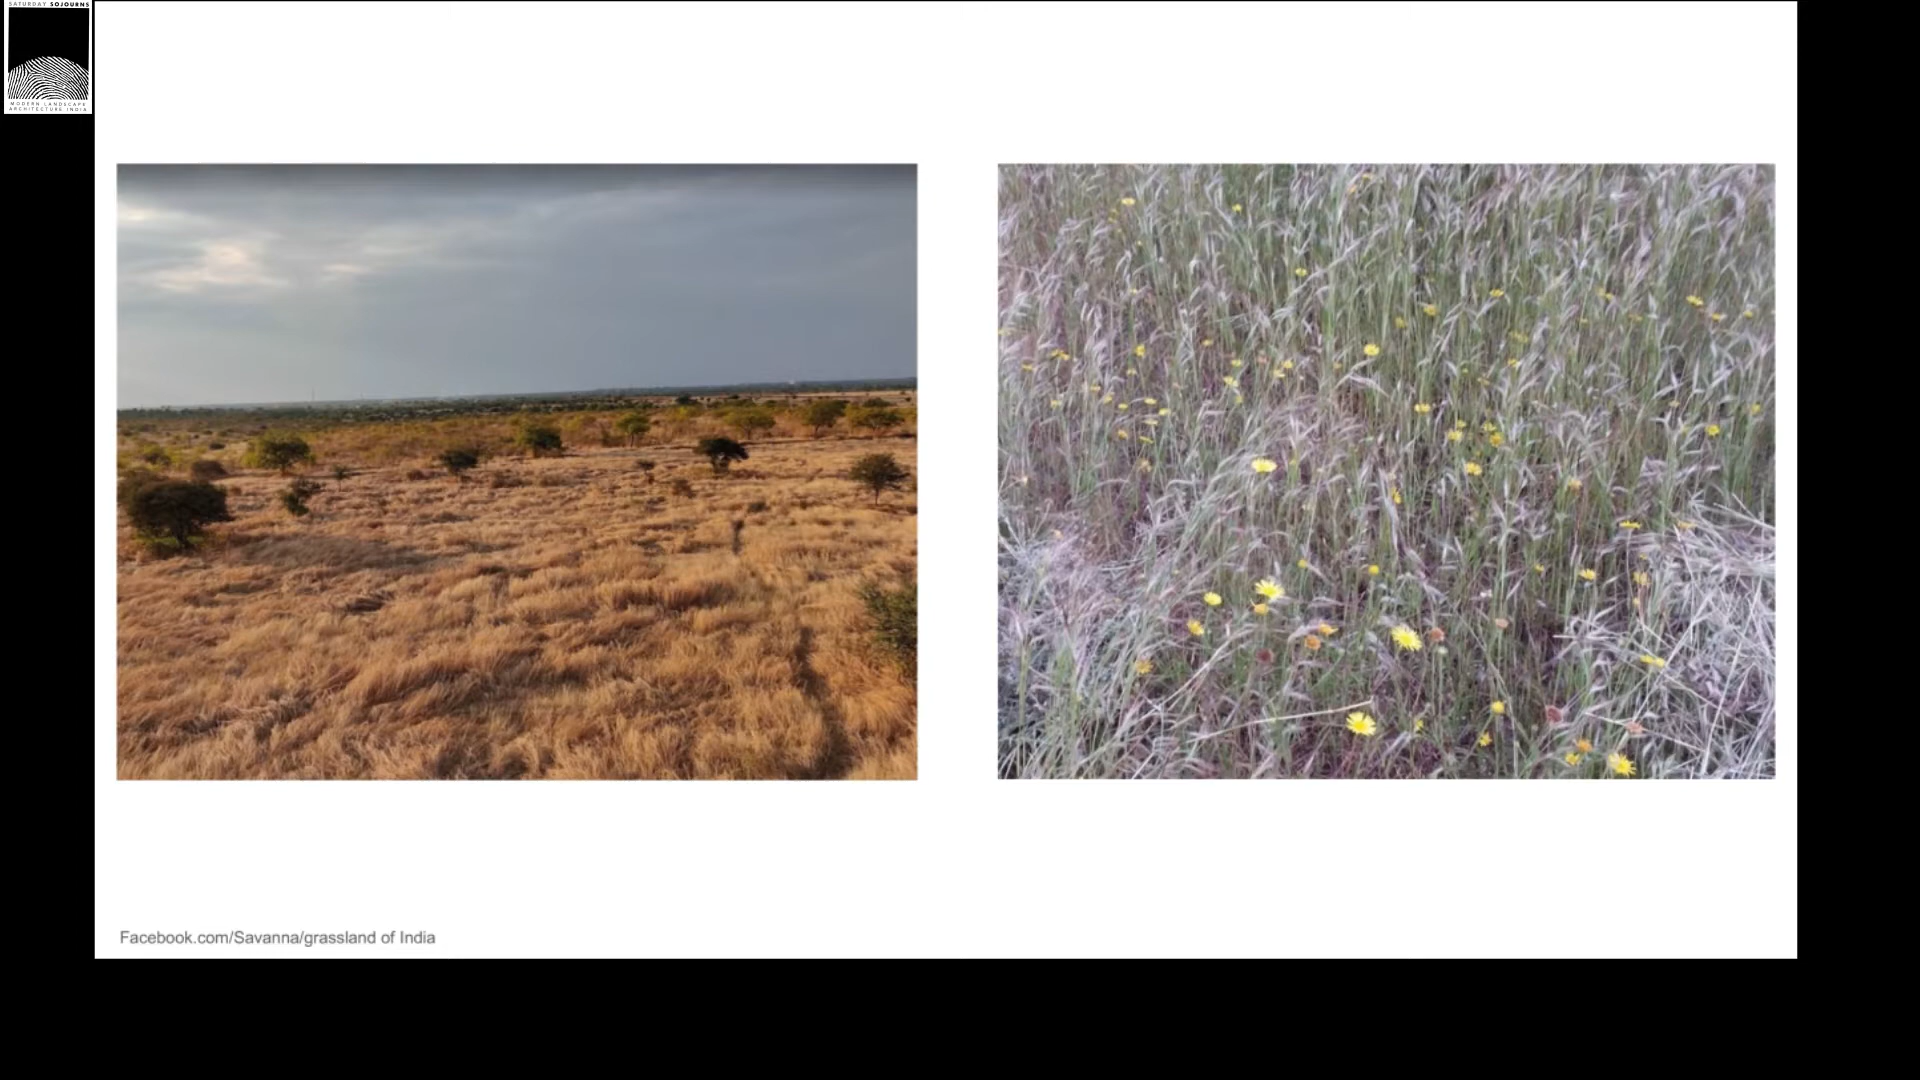 SATURDAY SOJOURNS
MODERN LANDSCAPE
ARCHITECTURE INDIA
Facebook.com/Savanna/grassland of India